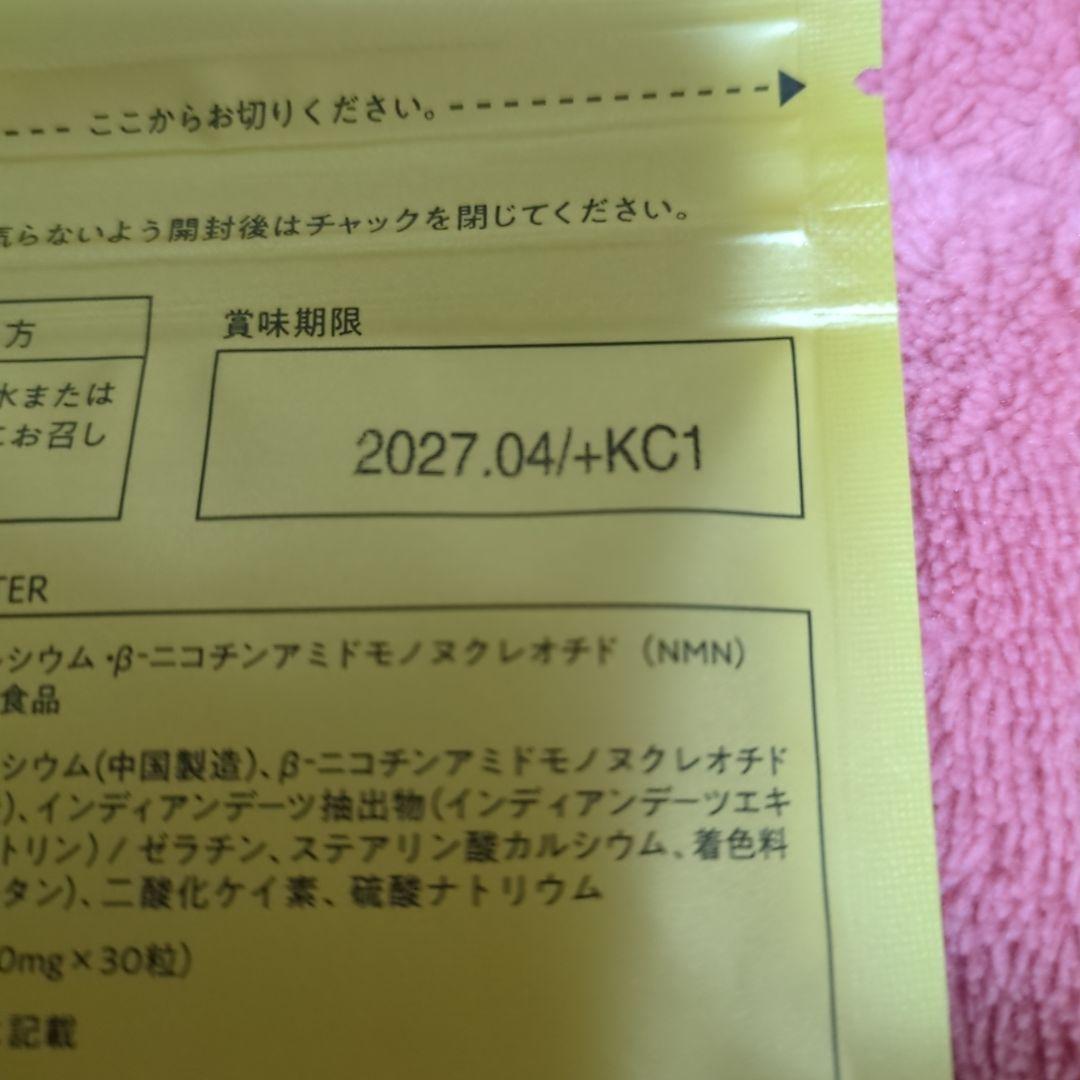 ここからお切りください。
らないよう開封後はチャックを閉じてください。
方
賞味期限
水または
にお召し
2027.04/+KC1
TER
シウム・β-ニコチンアミドモノヌクレオチド（NMN）
食品
シウム(中国製造)、β-ニコチンアミドモノヌクレオチド
)、インディアンデーツ抽出物(インディアンデーツエキ
トリン) / ゼラチン、ステアリン酸カルシウム、着色料
タン)、二酸化ケイ素、硫酸ナトリウム
0mg×30粒)
記載